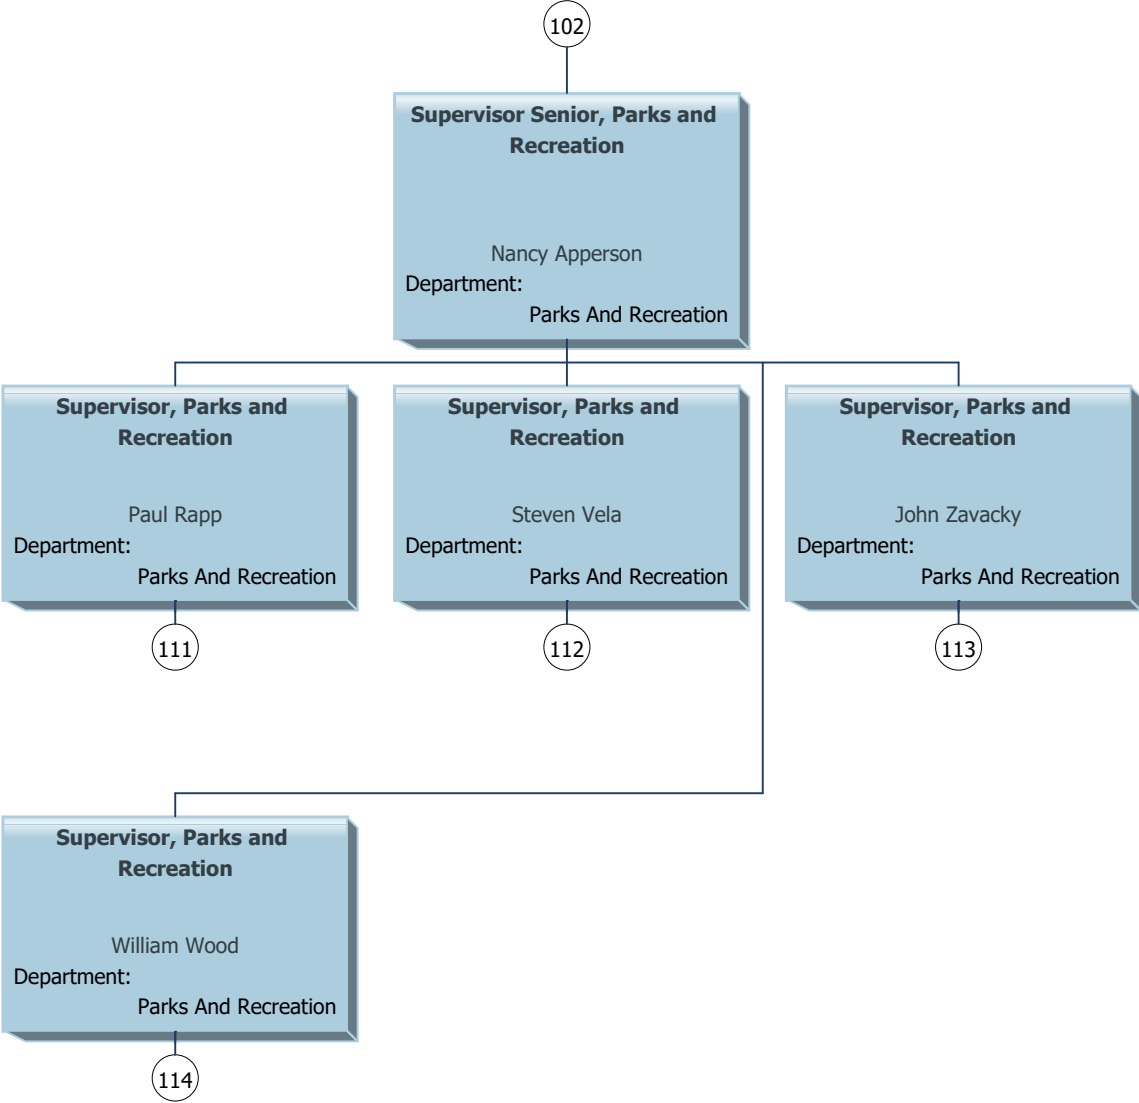 102
Supervisor Senior, Parks and
Recreation
Nancy Apperson
Department:
Parks And Recreation
Supervisor, Parks and
Recreation
Paul Rapp
Department:
Parks And Recreation
111
Supervisor, Parks and
Recreation
Steven Vela
Department:
Parks And Recreation
112
Supervisor, Parks and
Recreation
John Zavacky
Department:
Parks And Recreation
113
Supervisor, Parks and
Recreation
William Wood
Department:
Parks And Recreation
114